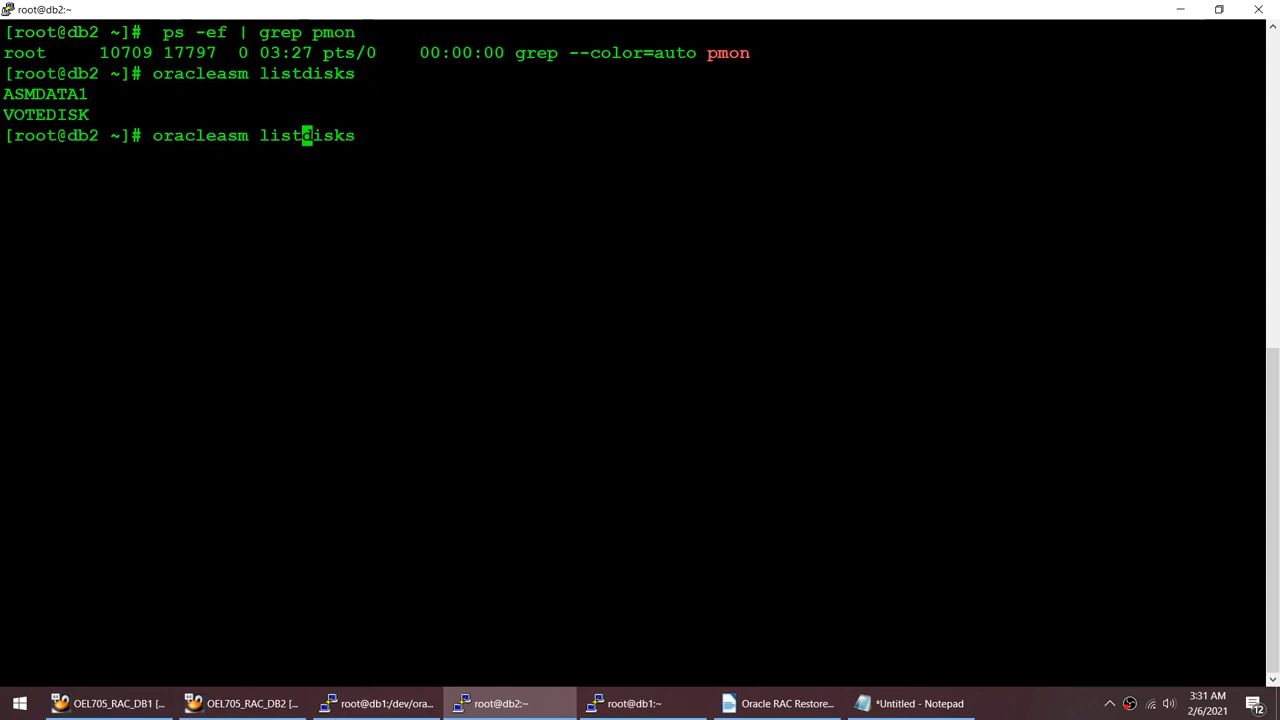 root@db2:~
[root@db2 ~]#  ps -ef | grep pmon
root     10709 17797  0 03:27 pts/0    00:00:00 grep --color=auto pmon
[root@db2 ~]# oracleasm listdisks
ASMDATA1
VOTEDISK
[root@db2 ~]# oracleasm listdisks
OEL705_RAC_DB1 [... OEL705_RAC_DB2 [... root@db1:/dev/ora... root@db2:~ root@db1:~ Oracle RAC Restore... *Untitled - Notepad 3:31 AM
2/6/2021 12